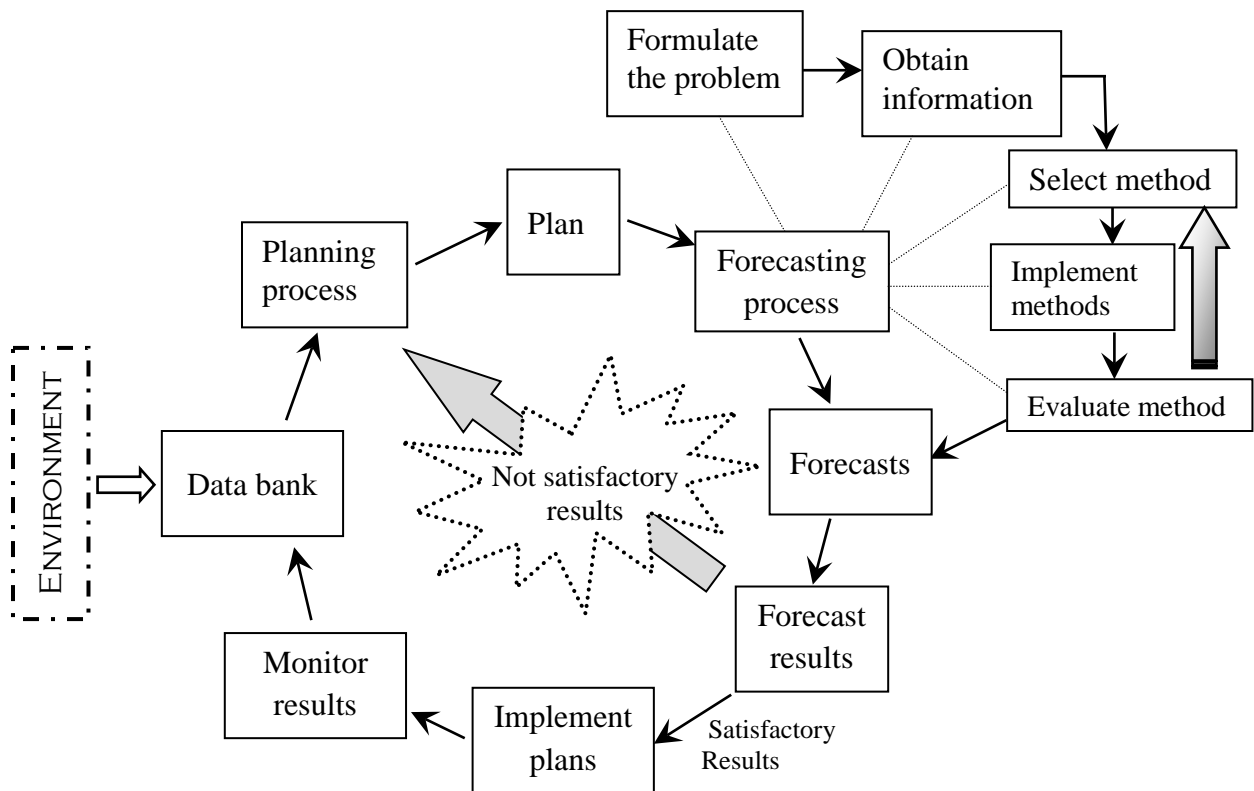 Formulate
the problem
Obtain
information
Select method
Implement
methods
Evaluate method
Plan
Planning
process
Forecasting
process
ENVIRONMENT
Data bank
Not satisfactory
results
Forecasts
Forecast
results
Monitor
results
Implement
plans
Satisfactory
Results